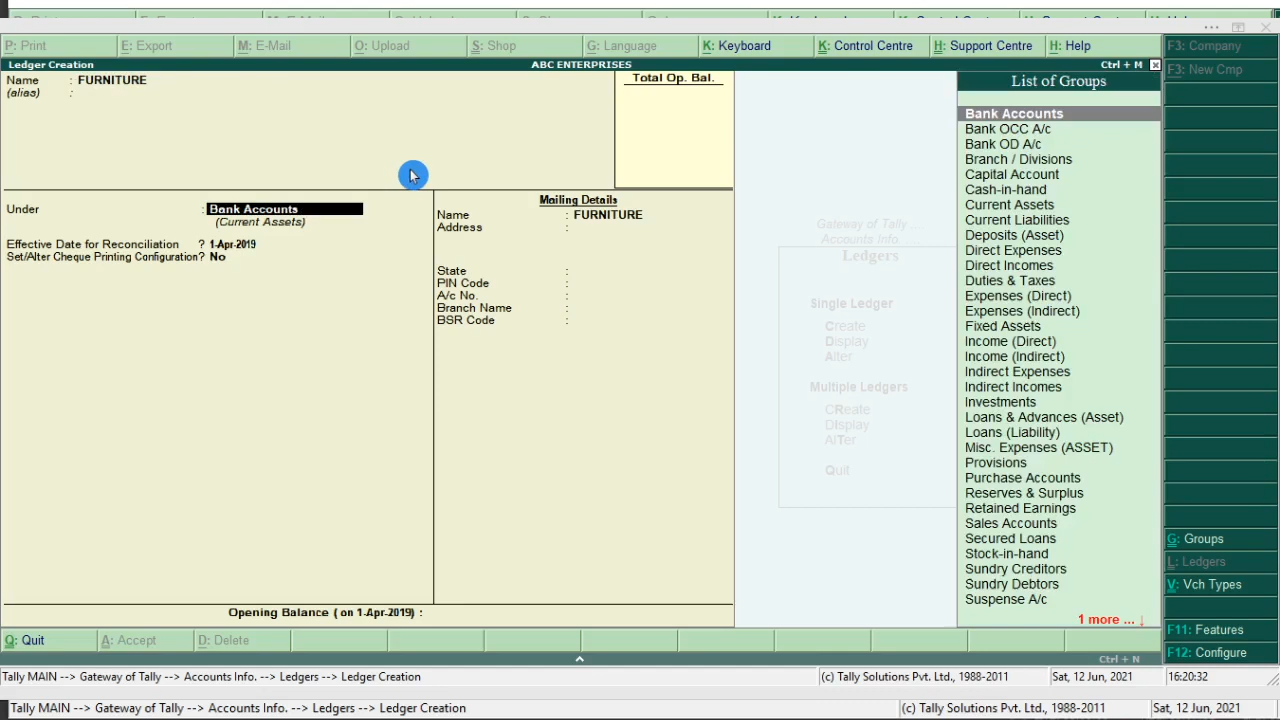 P: Print
E: Export
M: E-Mail
O: Upload
S: Shop
G: Language
K: Keyboard
K: Control Centre
H: Support Centre
H: Help
F3: Company
F3: New Cmp
Ledger Creation
ABC ENTERPRISES
Ctrl + M
Name : FURNITURE
(alias) :
Total Op. Bal.
Under : Bank Accounts
(Current Assets)
Effective Date for Reconciliation ? 1-Apr-2019
Set/Alter Cheque Printing Configuration? No
Mailing Details
Name : FURNITURE
Address :
State :
PIN Code :
A/c No. :
Branch Name :
BSR Code :
Opening Balance ( on 1-Apr-2019) :
Gateway of Tally ...
Accounts Info. ...
Ledgers
Single Ledger
Create
Display
Alter
Multiple Ledgers
CReate
DIsplay
AlTer
Quit
List of Groups
Bank Accounts
Bank OCC A/c
Bank OD A/c
Branch / Divisions
Capital Account
Cash-in-hand
Current Assets
Current Liabilities
Deposits (Asset)
Direct Expenses
Direct Incomes
Duties & Taxes
Expenses (Direct)
Expenses (Indirect)
Fixed Assets
Income (Direct)
Income (Indirect)
Indirect Expenses
Indirect Incomes
Investments
Loans & Advances (Asset)
Loans (Liability)
Misc. Expenses (ASSET)
Provisions
Purchase Accounts
Reserves & Surplus
Retained Earnings
Sales Accounts
Secured Loans
Stock-in-hand
Sundry Creditors
Sundry Debtors
Suspense A/c
1 more ... ↓
G: Groups
L: Ledgers
V: Vch Types
F11: Features
F12: Configure
Q: Quit
A: Accept
D: Delete
Ctrl + N
Tally MAIN --> Gateway of Tally --> Accounts Info. --> Ledgers --> Ledger Creation
(c) Tally Solutions Pvt. Ltd., 1988-2011
Sat, 12 Jun, 2021
16:20:32
Tally MAIN --> Gateway of Tally --> Accounts Info. --> Ledgers --> Ledger Creation
(c) Tally Solutions Pvt. Ltd., 1988-2011
Sat, 12 Jun, 2021